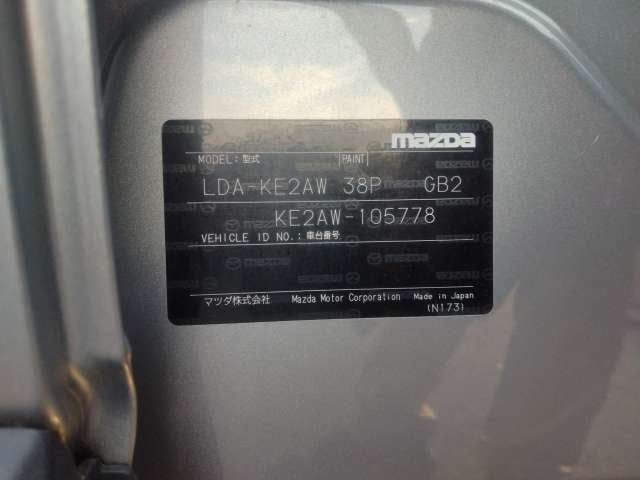 mazda
MODEL:型式 PAINT
LDA-KE2AW 38P GB2
KE2AW-105778
VEHICLE ID NO.:車台番号
マツダ株式会社 Mazda Motor Corporation Made in Japan
(N173)